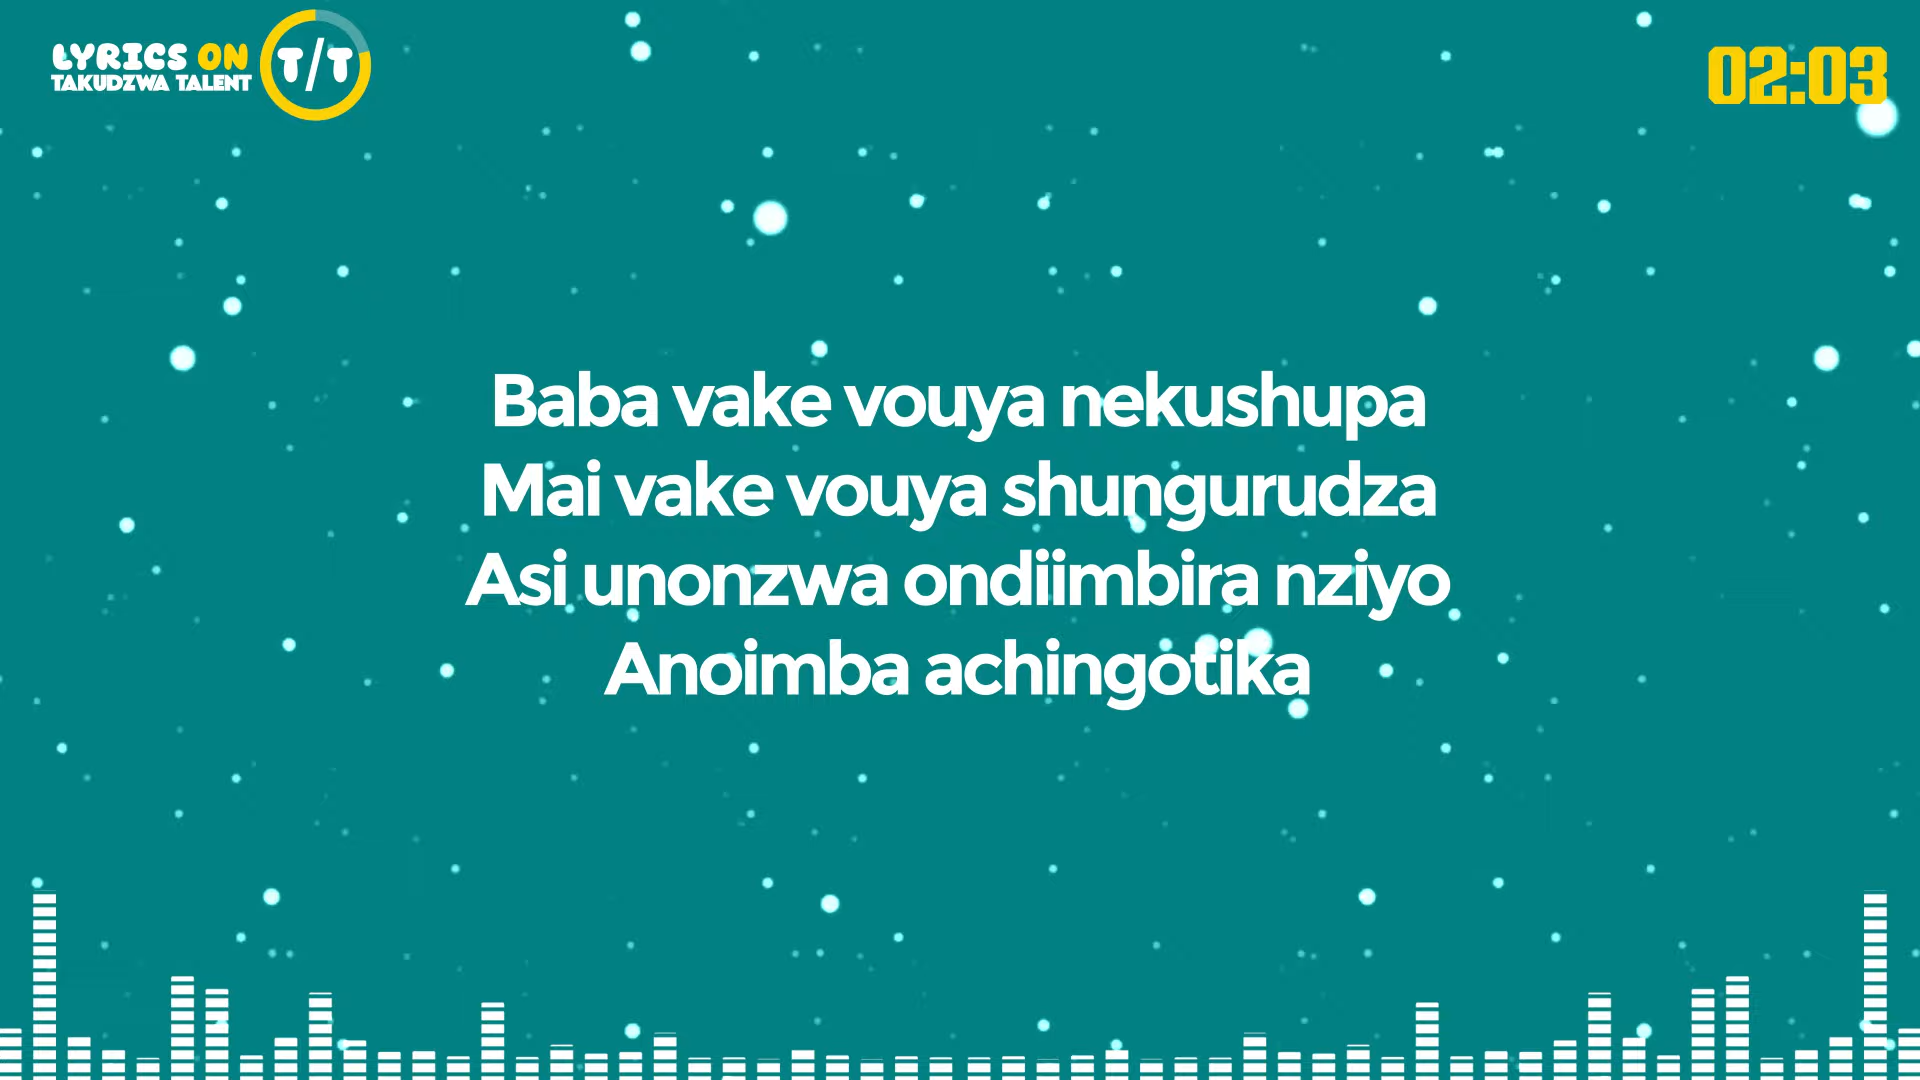 LYRICS ON
TAKUDZWA TALENT
T/T
02:03
Baba vake vouya nekushupa
Mai vake vouya shungurudza
Asi unonzwa ondiimbira nziyo
Anoimba achingotika